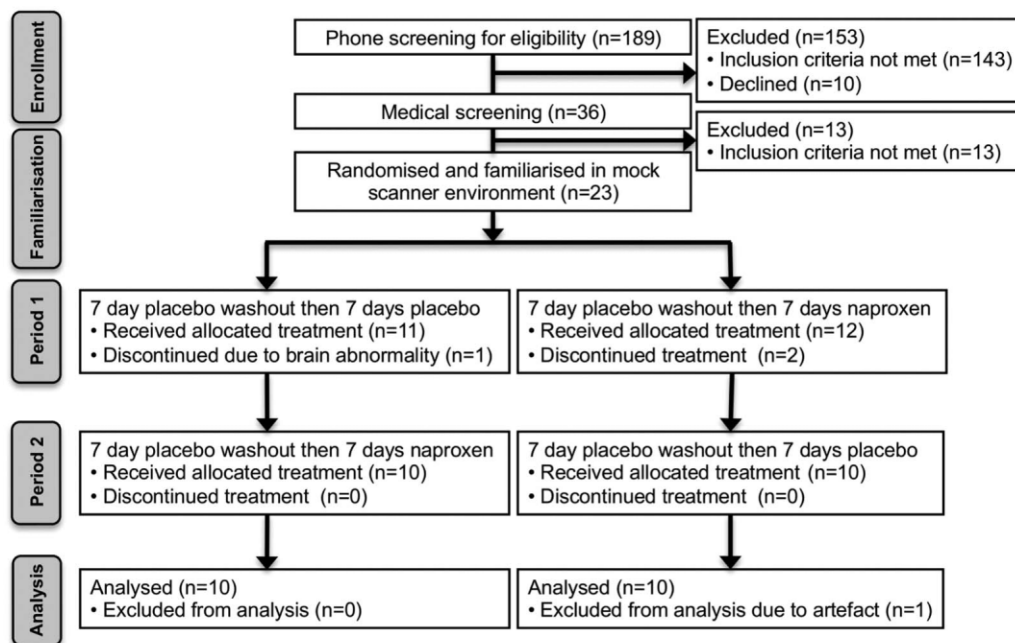 Enrollment
Phone screening for eligibility (n=189)
Excluded (n=153)
• Inclusion criteria not met (n=143)
• Declined (n=10)
Medical screening (n=36)
Excluded (n=13)
• Inclusion criteria not met (n=13)
Familiarisation
Randomised and familiarised in mock
scanner environment (n=23)
Period 1
7 day placebo washout then 7 days placebo
• Received allocated treatment (n=11)
• Discontinued due to brain abnormality (n=1)
7 day placebo washout then 7 days naproxen
• Received allocated treatment (n=12)
• Discontinued treatment (n=2)
Period 2
7 day placebo washout then 7 days naproxen
• Received allocated treatment (n=10)
• Discontinued treatment (n=0)
7 day placebo washout then 7 days placebo
• Received allocated treatment (n=10)
• Discontinued treatment (n=0)
Analysis
Analysed (n=10)
• Excluded from analysis (n=0)
Analysed (n=10)
• Excluded from analysis due to artefact (n=1)